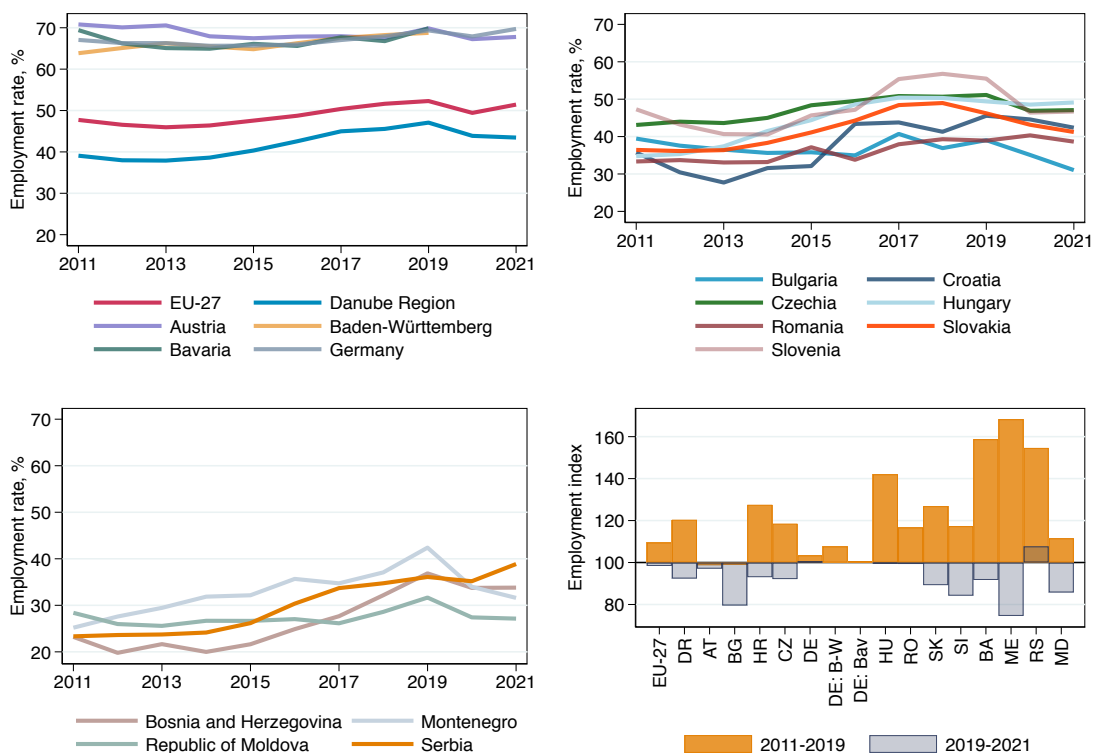 Employment rate, %
70
60
50
40
30
20
2011 2013 2015 2017 2019 2021
EU-27 Danube Region
Austria Baden-Württemberg
Bavaria Germany
Employment rate, %
70
60
50
40
30
20
2011 2013 2015 2017 2019 2021
Bulgaria Croatia
Czechia Hungary
Romania Slovakia
Slovenia
Employment rate, %
70
60
50
40
30
20
2011 2013 2015 2017 2019 2021
Bosnia and Herzegovina Montenegro
Republic of Moldova Serbia
Employment index
160
140
120
100
80
EU-27 DR AT BG HR CZ DE DE: B-W DE: Bav HU RO SK SI BA ME RS MD
2011-2019 2019-2021